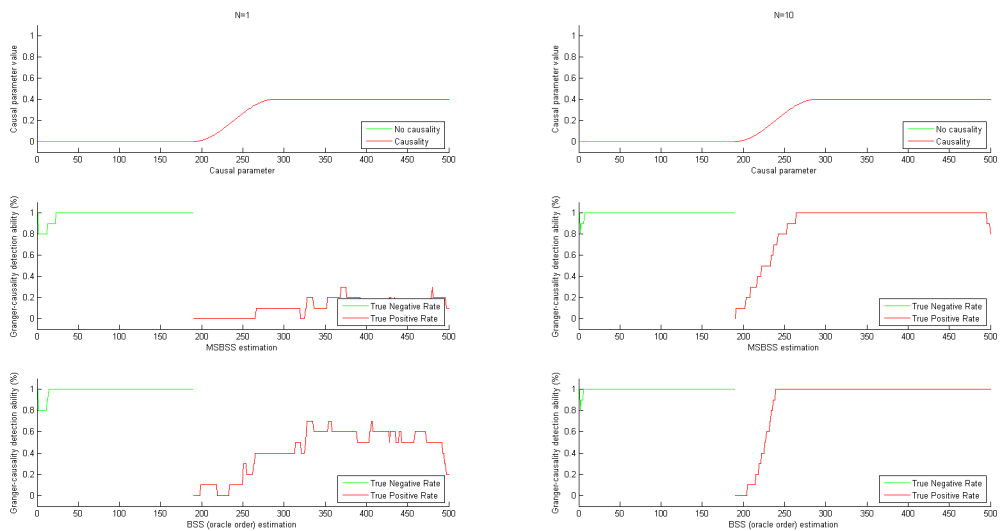 N=1
Causal parameter value
1
0.8
0.6
0.4
0.2
0
No causality
Causality
0 50 100 150 200 250 300 350 400 450 500
Causal parameter
Granger-causality detection ability (%)
1
0.8
0.6
0.4
0.2
0
True Negative Rate
True Positive Rate
0 50 100 150 200 250 300 350 400 450 500
MSBSS estimation
Granger-causality detection ability (%)
1
0.8
0.6
0.4
0.2
0
True Negative Rate
True Positive Rate
0 50 100 150 200 250 300 350 400 450 500
BSS (oracle order) estimation
N=10
Causal parameter value
1
0.8
0.6
0.4
0.2
0
No causality
Causality
0 50 100 150 200 250 300 350 400 450 500
Causal parameter
Granger-causality detection ability (%)
1
0.8
0.6
0.4
0.2
0
True Negative Rate
True Positive Rate
0 50 100 150 200 250 300 350 400 450 500
MSBSS estimation
Granger-causality detection ability (%)
1
0.8
0.6
0.4
0.2
0
True Negative Rate
True Positive Rate
0 50 100 150 200 250 300 350 400 450 500
BSS (oracle order) estimation